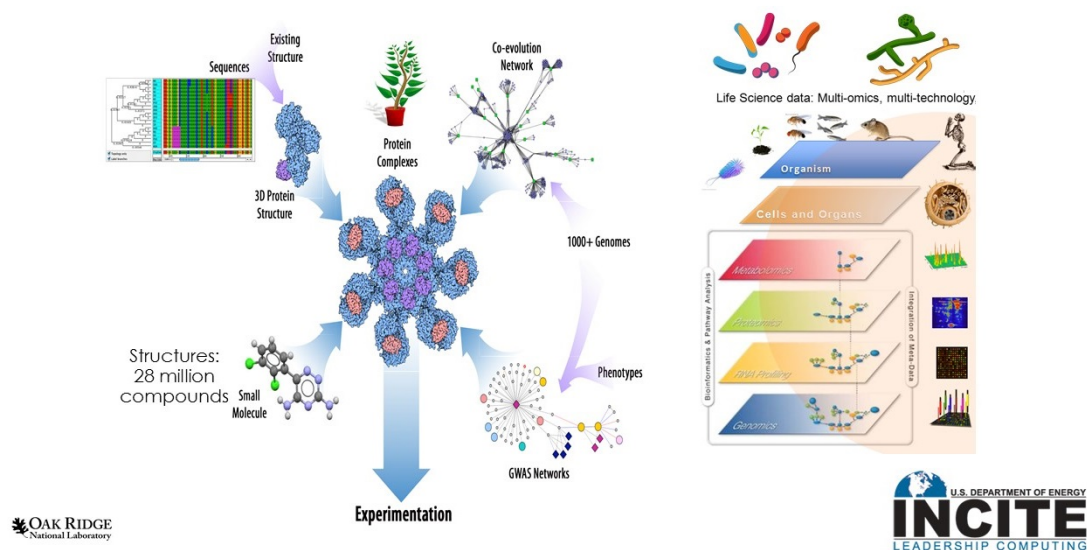 Existing
Structure
Sequences
3D Protein
Structure
Protein
Complexes
Co-evolution
Network
1000+ Genomes
Phenotypes
GWAS Networks
Structures:
28 million
compounds
Small
Molecule
Experimentation
Life Science data: Multi-omics, multi-technology,
Organism
Cells and Organs
Metabolomics
Proteomics
RNA Profiling
Genomics
Bioinformatics & Pathway Analysis
Integration of Meta-Data
OAK RIDGE
National Laboratory
U.S. DEPARTMENT OF ENERGY
INCITE
LEADERSHIP COMPUTING